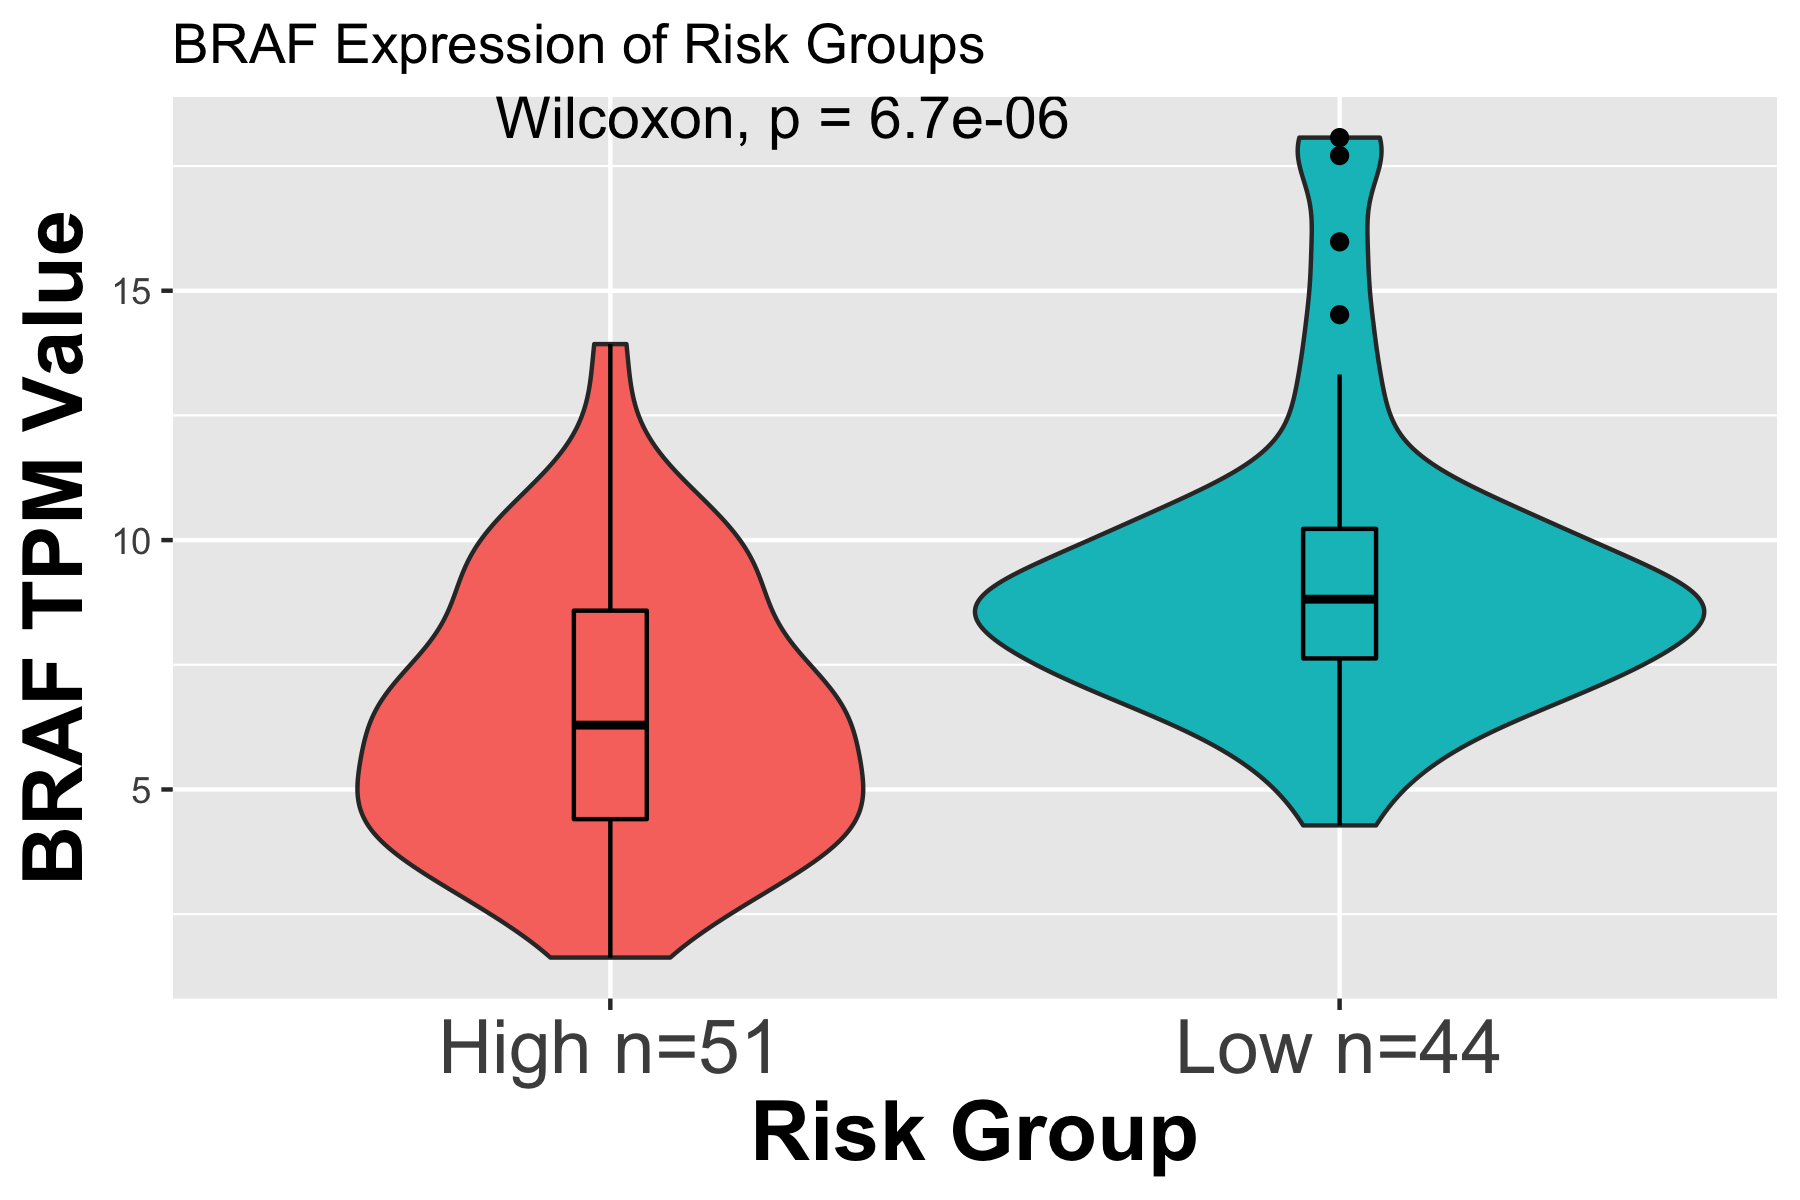 BRAF Expression of Risk Groups
Wilcoxon, p = 6.7e-06
BRAF TPM Value
15
10
5
High n=51
Low n=44
Risk Group